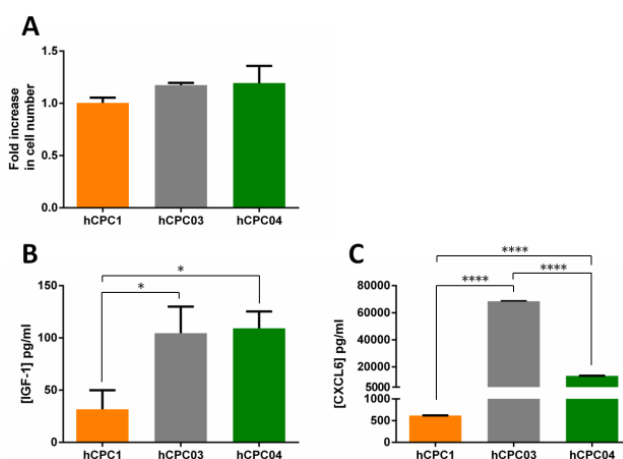 A
Fold increase
in cell number
1.5
1.0
0.5
0.0
hCPC1 hCPC03 hCPC04
B
[IGF-1] pg/ml
150
100
50
0
*
*
hCPC1 hCPC03 hCPC04
C
[CXCL6] pg/ml
80000
60000
40000
20000
5000
1000
500
0
****
****
****
hCPC1 hCPC03 hCPC04